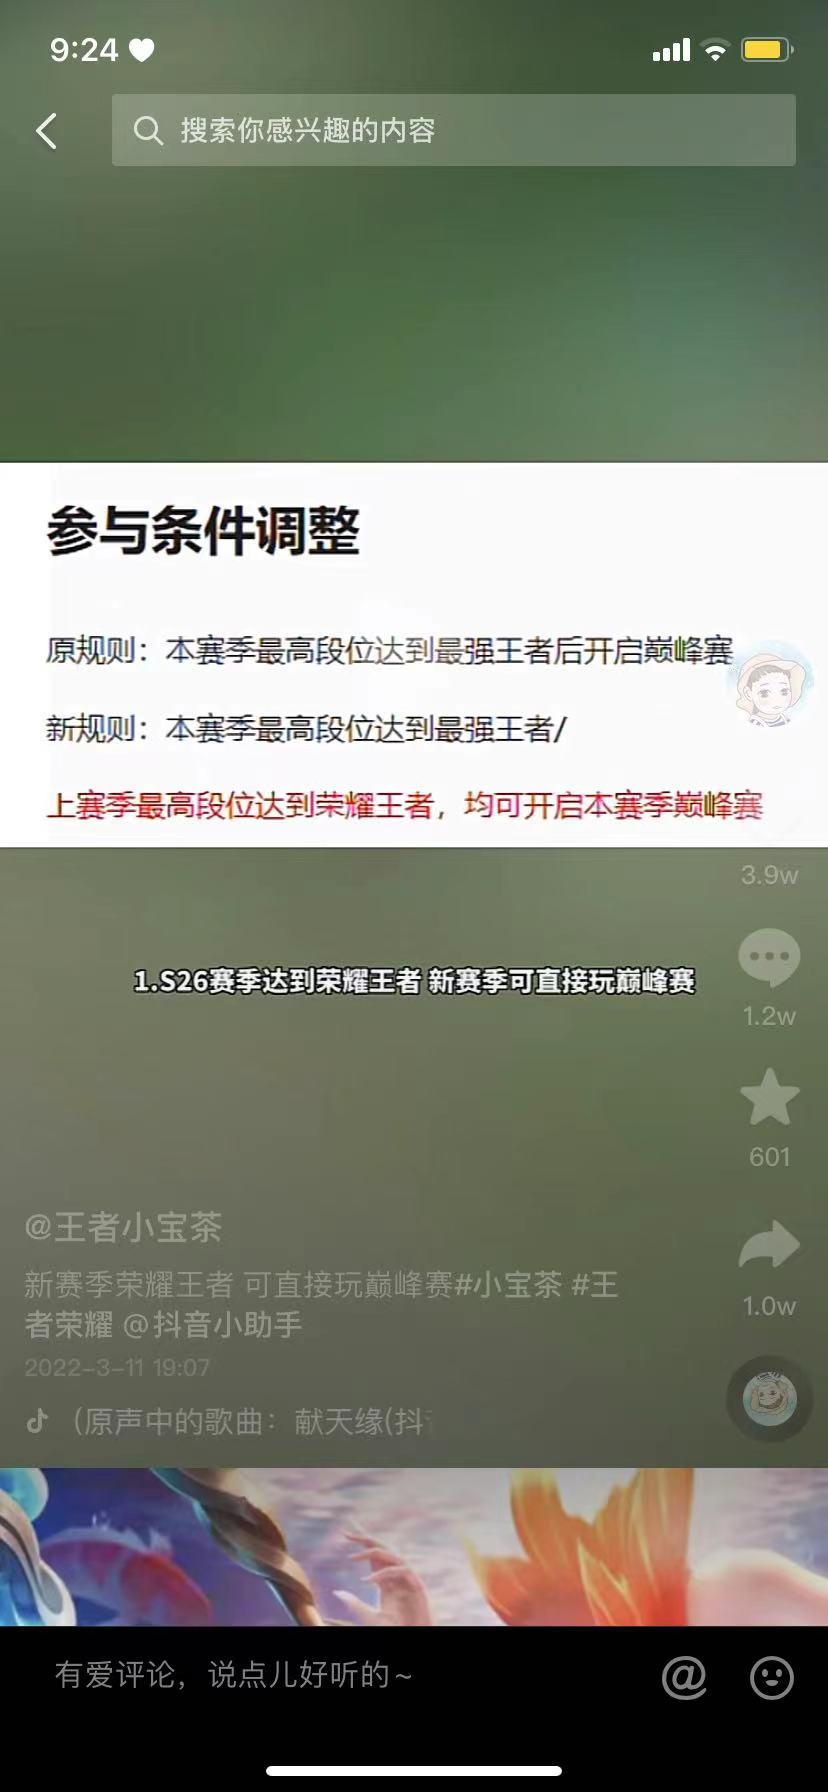 9:24
搜索你感兴趣的内容
参与条件调整
原规则：本赛季最高段位达到最强王者后开启巅峰赛
新规则：本赛季最高段位达到最强王者/
上赛季最高段位达到荣耀王者，均可开启本赛季巅峰赛
3.9w
1.S26赛季达到荣耀王者 新赛季可直接玩巅峰赛
1.2w
601
@王者小宝茶
新赛季荣耀王者 可直接玩巅峰赛#小宝茶 #王
者荣耀 @抖音小助手
1.0w
2022-3-11 19:07
（原声中的歌曲：献天缘(抖
有爱评论，说点儿好听的~